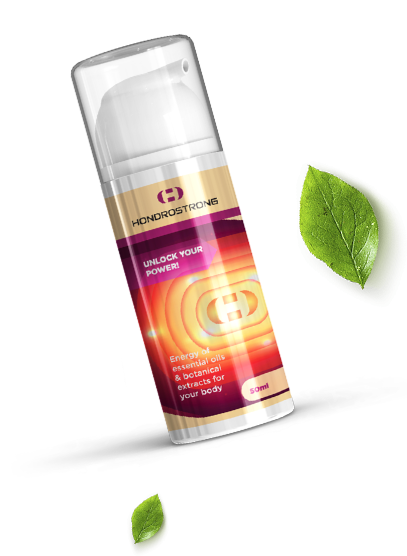 HONDROSTRONG
UNLOCK YOUR
POWER!
Energy of
essential oils
& botanical
extracts for
your body
50ml